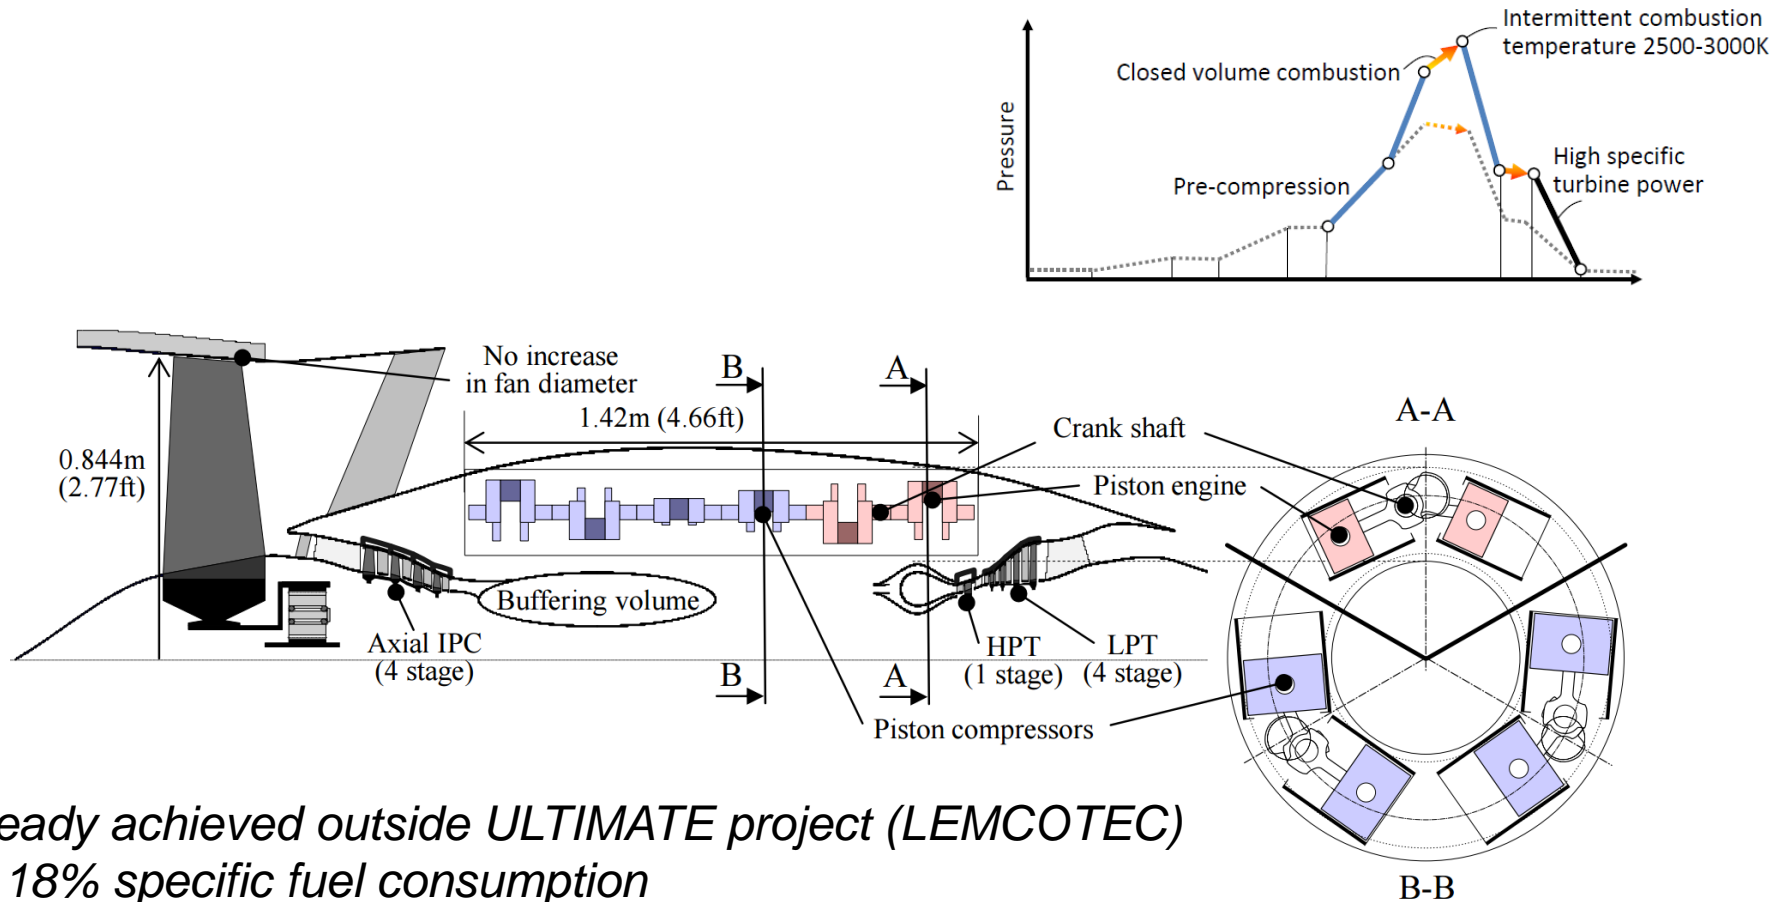 Intermittent combustion
temperature 2500-3000K
Closed volume combustion
Pressure
Pre-compression
High specific
turbine power
No increase
in fan diameter
B
A
1.42m (4.66ft)
0.844m
(2.77ft)
Crank shaft
Piston engine
A-A
Buffering volume
Axial IPC
(4 stage)
HPT
(1 stage)
LPT
(4 stage)
B
A
Piston compressors
B-B
eady achieved outside ULTIMATE project (LEMCOTEC)
18% specific fuel consumption